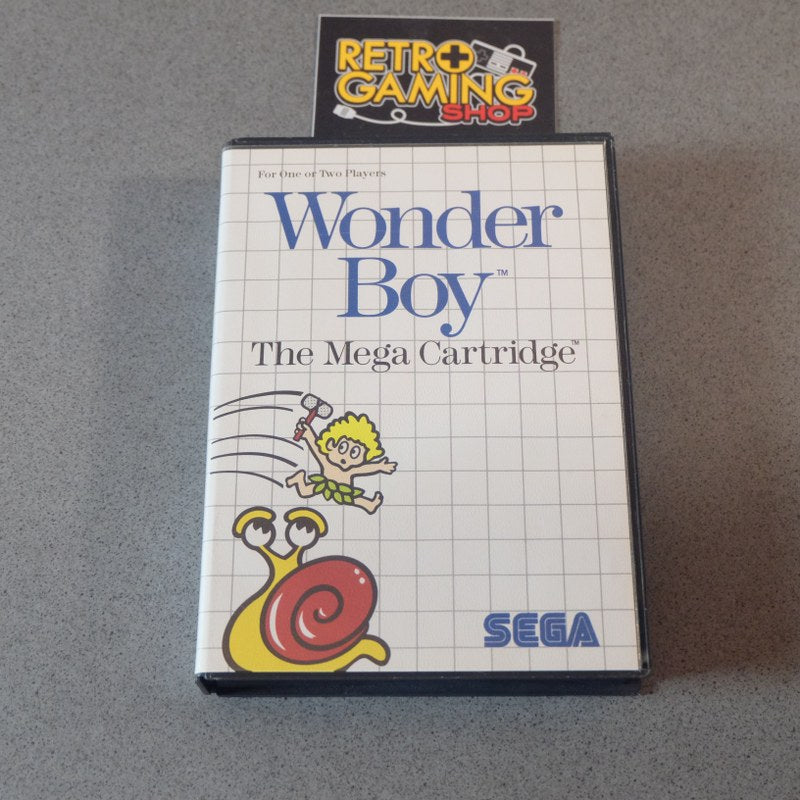 RETRO
GAMING
SHOP
For One or Two Players
Wonder
Boy™
The Mega Cartridge™
SEGA